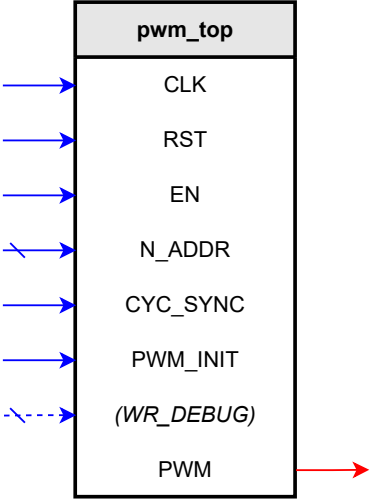 pwm_top
CLK
RST
EN
N_ADDR
CYC_SYNC
PWM_INIT
(WR_DEBUG)
PWM